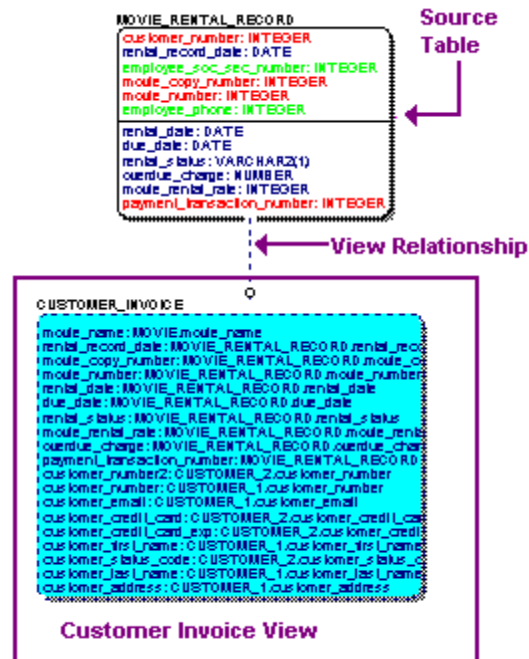 MOVIE_RENTAL_RECORD
Source
Table
customer_number: INTEGER
rental_record_date: DATE
employee_soc_sec_number: INTEGER
movie_copy_number: INTEGER
movie_number: INTEGER
employee_phone: INTEGER
rental_date: DATE
due_date: DATE
rental_status: VARCHAR2(1)
overdue_charge: NUMBER
movie_rental_rate: INTEGER
payment_transaction_number: INTEGER
View Relationship
CUSTOMER_INVOICE
movie_name: MOVIE.movie_name
rental_record_date: MOVIE_RENTAL_RECORD.rental_reco
movie_copy_number: MOVIE_RENTAL_RECORD.movie_co
movie_number: MOVIE_RENTAL_RECORD.movie_number
rental_date: MOVIE_RENTAL_RECORD.rental_date
due_date: MOVIE_RENTAL_RECORD.due_date
rental_status: MOVIE_RENTAL_RECORD.rental_status
movie_rental_rate: MOVIE_RENTAL_RECORD.movie_renta
overdue_charge: MOVIE_RENTAL_RECORD.overdue_char
payment_transaction_number: MOVIE_RENTAL_RECORD
customer_number2: CUSTOMER_2.customer_number
customer_number: CUSTOMER_1.customer_number
customer_email: CUSTOMER_1.customer_email
customer_credit_card: CUSTOMER_2.customer_credit_ca
customer_credit_card_exp: CUSTOMER_2.customer_credi
customer_first_name: CUSTOMER_1.customer_first_name
customer_status_code: CUSTOMER_2.customer_status_c
customer_last_name: CUSTOMER_1.customer_last_name
customer_address: CUSTOMER_1.customer_address
Customer Invoice View